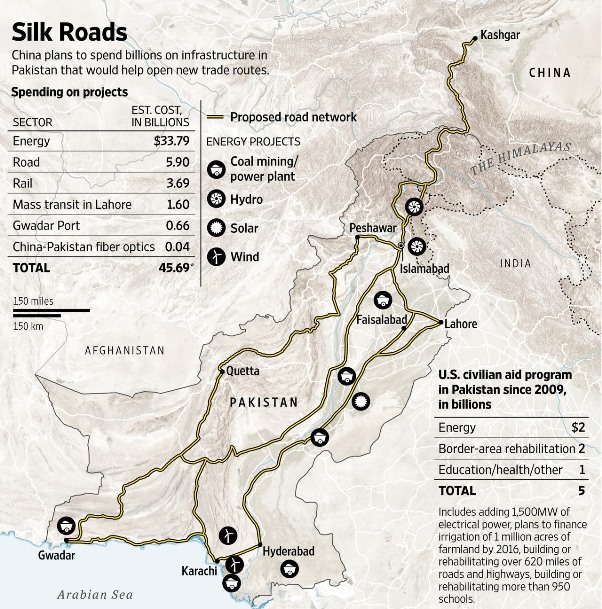 Silk Roads
China plans to spend billions on infrastructure in
Pakistan that would help open new trade routes.
Spending on projects
SECTOR EST. COST, IN BILLIONS
Energy $33.79
Road 5.90
Rail 3.69
Mass transit in Lahore 1.60
Gwadar Port 0.66
China-Pakistan fiber optics 0.04
TOTAL 45.69*
150 miles
150 km
Proposed road network
ENERGY PROJECTS
Coal mining/
power plant
Hydro
Solar
Wind
Kashgar
CHINA
THE HIMALAYAS
Peshawar
Islamabad
INDIA
Faisalabad
Lahore
AFGHANISTAN
Quetta
PAKISTAN
Gwadar
Karachi
Hyderabad
Arabian Sea
U.S. civilian aid program
in Pakistan since 2009,
in billions
Energy $2
Border-area rehabilitation 2
Education/health/other 1
TOTAL 5
Includes adding 1,500MW of
electrical power, plans to finance
irrigation of 1 million acres of
farmland by 2016, building or
rehabilitating over 620 miles of
roads and highways, building or
rehabilitating more than 950
schools.